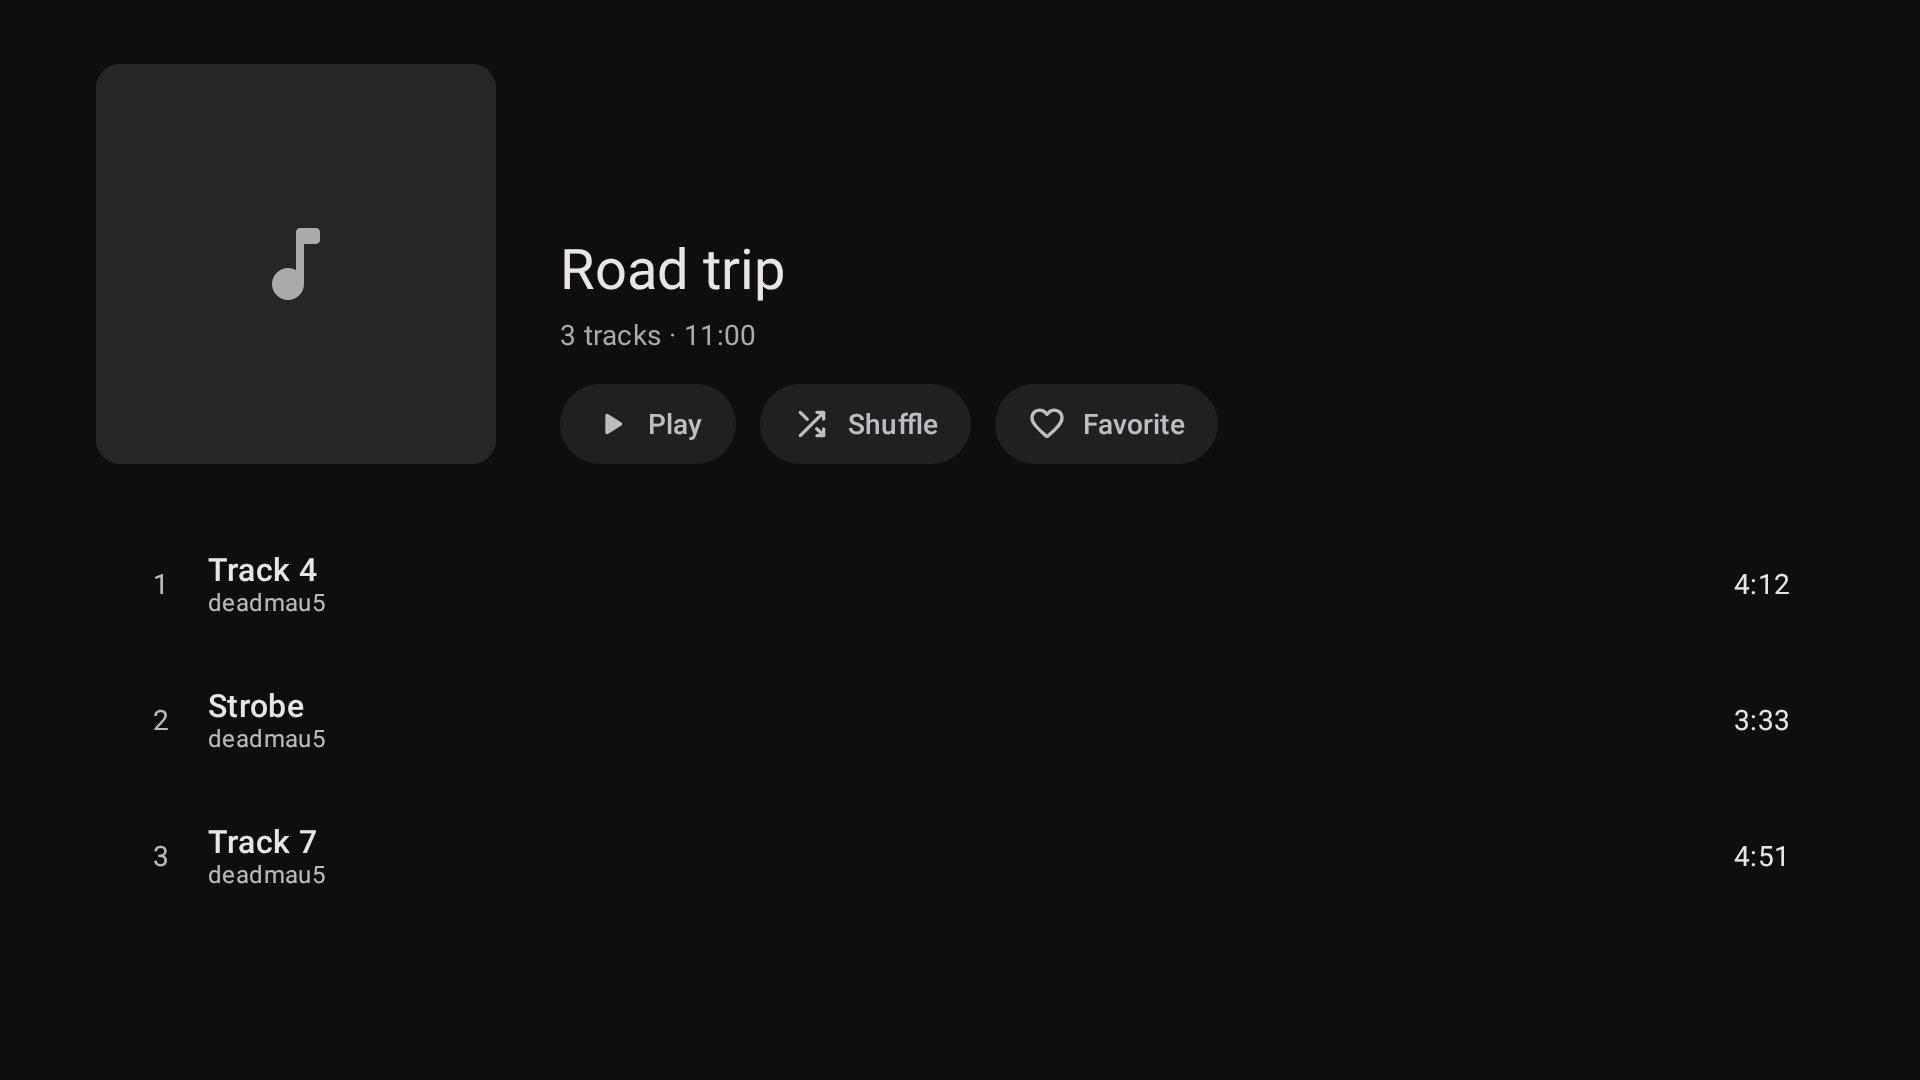 Road trip
3 tracks · 11:00
Play
Shuffle
Favorite
1
Track 4
deadmau5
4:12
2
Strobe
deadmau5
3:33
3
Track 7
deadmau5
4:51